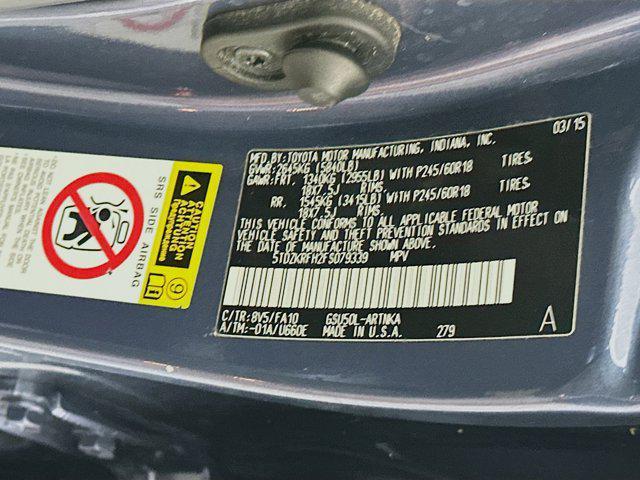 MFD.BY: TOYOTA MOTOR MANUFACTURING, INDIANA, INC. 03/15
GVWR: 2645KG (5840LB)
GAWR: FRT. 1340KG (2955LB) WITH P245/60R18 TIRES
18X7.5J RIMS
RR. 1545KG (3415LB) WITH P245/60R18 TIRES
18X7.5J RIMS
THIS VEHICLE CONFORMS TO ALL APPLICABLE FEDERAL MOTOR
VEHICLE SAFETY AND THEFT PREVENTION STANDARDS IN EFFECT ON
THE DATE OF MANUFACTURE SHOWN ABOVE.
5TDZKRFH2FS079339 MPV
C/TR: 8V5/FA10 GSU50L-ARTNKA
A/TM: -01A/U660E MADE IN U.S.A. 279 A
SRS SIDE AIRBAG
CAUTION
ACTUNG
9